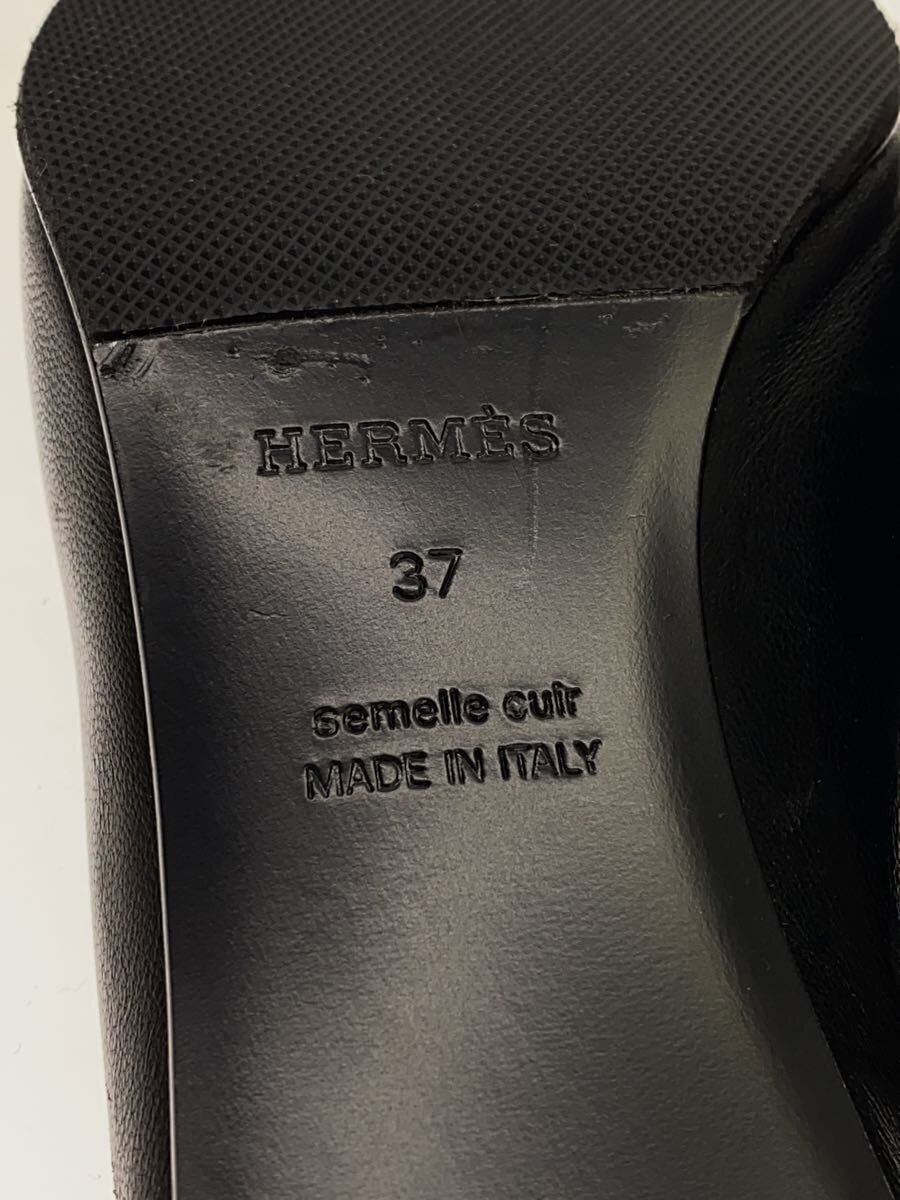 HERMÈS
37
semelle cuir
MADE IN ITALY